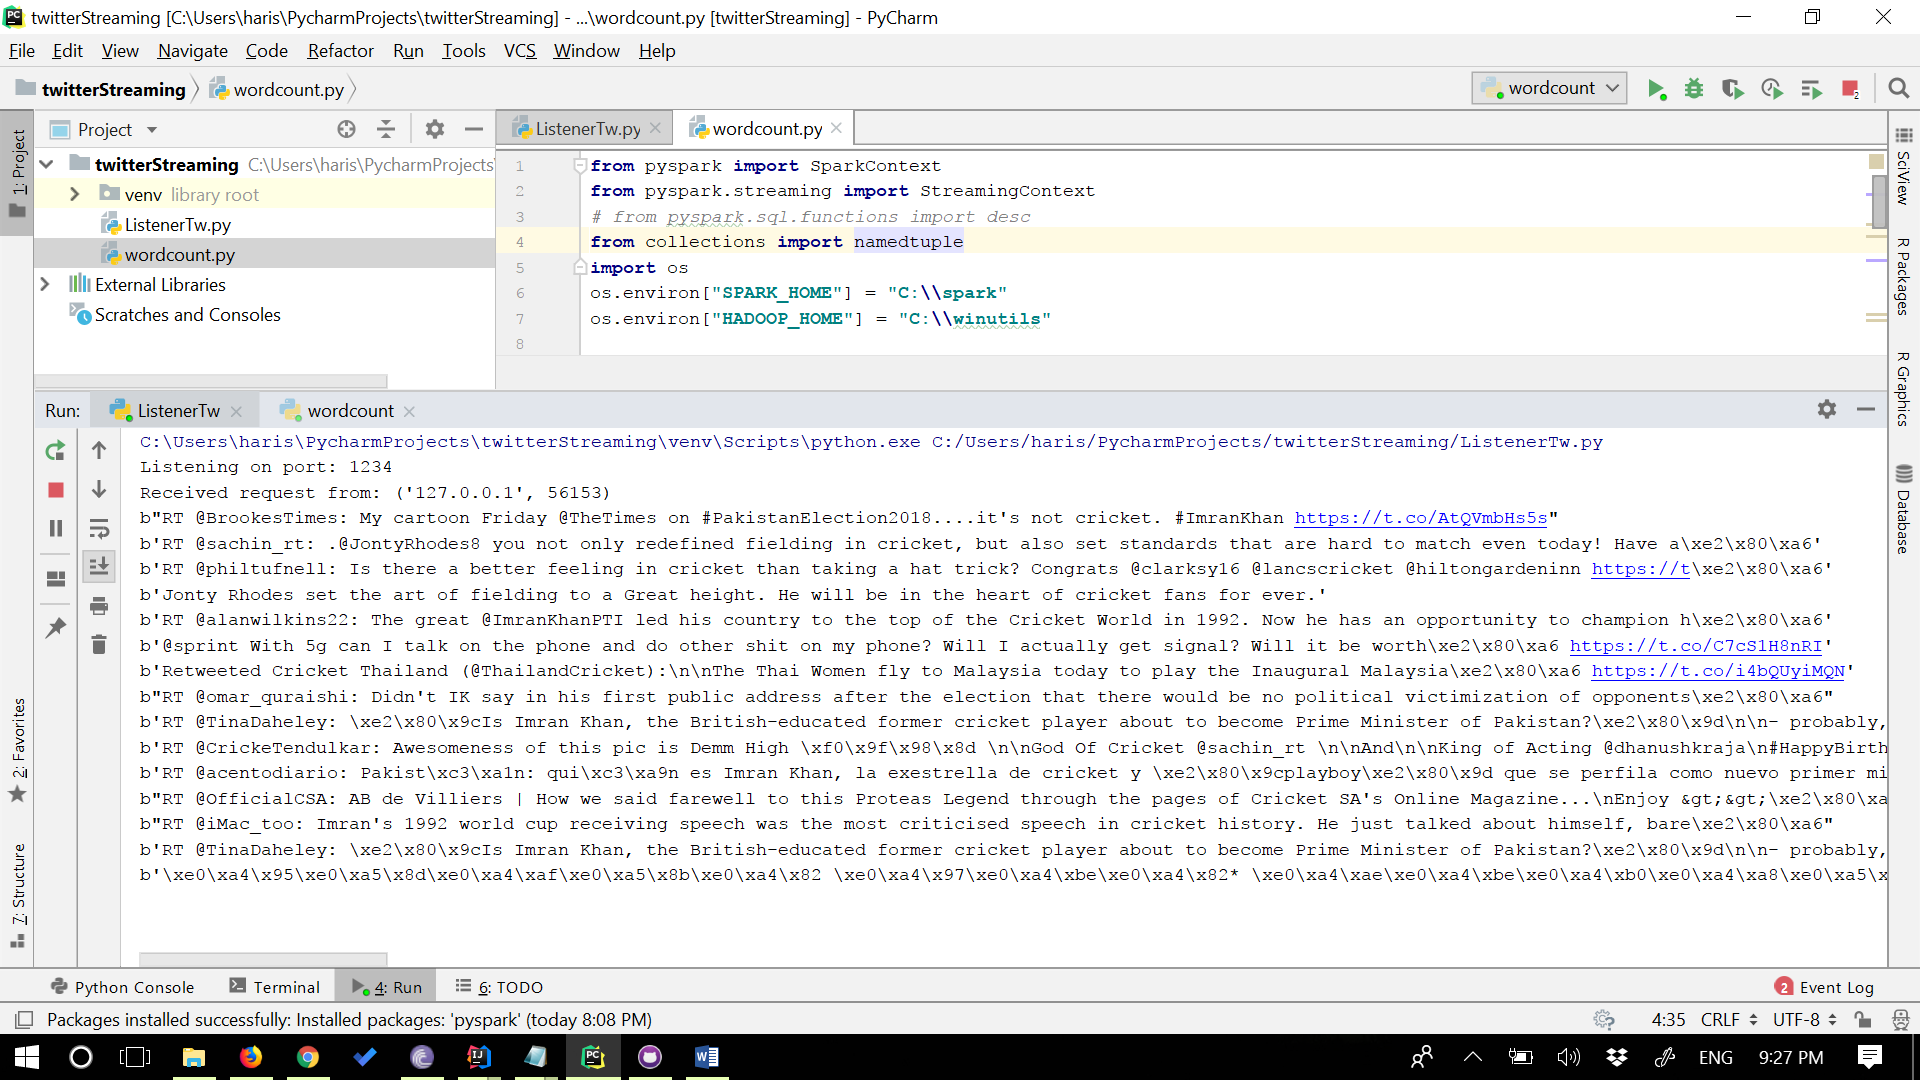 twitterStreaming [C:\Users\haris\PycharmProjects\twitterStreaming] - ...\wordcount.py [twitterStreaming] - PyCharm
File Edit View Navigate Code Refactor Run Tools VCS Window Help
twitterStreaming wordcount.py wordcount
Project ListenerTw.py wordcount.py
1: Project
twitterStreaming C:\Users\haris\PycharmProjects
venv library root
ListenerTw.py
wordcount.py
External Libraries
Scratches and Consoles
1 from pyspark import SparkContext
2 from pyspark.streaming import StreamingContext
3 # from pyspark.sql.functions import desc
4 from collections import namedtuple
5 import os
6 os.environ["SPARK_HOME"] = "C:\\spark"
7 os.environ["HADOOP_HOME"] = "C:\\winutils"
8
SciView
R Packages
R Graphics
Database
Run: ListenerTw wordcount
C:\Users\haris\PycharmProjects\twitterStreaming\venv\Scripts\python.exe C:/Users/haris/PycharmProjects/twitterStreaming/ListenerTw.py
Listening on port: 1234
Received request from: ('127.0.0.1', 56153)
b"RT @BrookesTimes: My cartoon Friday @TheTimes on #PakistanElection2018....it's not cricket. #ImranKhan https://t.co/AtQVmbHs5s"
b'RT @sachin_rt: .@JontyRhodes8 you not only redefined fielding in cricket, but also set standards that are hard to match even today! Have a\xe2\x80\xa6'
b'RT @philtufnell: Is there a better feeling in cricket than taking a hat trick? Congrats @clarksy16 @lancscricket @hiltongardeninn https://t\xe2\x80\xa6'
b'Jonty Rhodes set the art of fielding to a Great height. He will be in the heart of cricket fans for ever.'
b'RT @alanwilkins22: The great @ImranKhanPTI led his country to the top of the Cricket World in 1992. Now he has an opportunity to champion h\xe2\x80\xa6'
b'@sprint With 5g can I talk on the phone and do other shit on my phone? Will I actually get signal? Will it be worth\xe2\x80\xa6 https://t.co/C7cS1H8nRI'
b'Retweeted Cricket Thailand (@ThailandCricket):\n\nThe Thai Women fly to Malaysia today to play the Inaugural Malaysia\xe2\x80\xa6 https://t.co/i4bQUyiMQN'
b"RT @omar_quraishi: Didn't IK say in his first public address after the election that there would be no political victimization of opponents\xe2\x80\xa6"
b'RT @TinaDaheley: \xe2\x80\x9cIs Imran Khan, the British-educated former cricket player about to become Prime Minister of Pakistan?\xe2\x80\x9d\n\n- probably,
b'RT @CrickeTendulkar: Awesomeness of this pic is Demm High \xf0\x9f\x98\x8d \n\nGod Of Cricket @sachin_rt \n\nAnd\n\nKing of Acting @dhanushkraja\n#HappyBirth
b'RT @acentodiario: Pakist\xc3\xa1n: qui\xc3\xa9n es Imran Khan, la exestrella de cricket y \xe2\x80\x9cplayboy\xe2\x80\x9d que se perfila como nuevo primer mi
b"RT @OfficialCSA: AB de Villiers | How we said farewell to this Proteas Legend through the pages of Cricket SA's Online Magazine...\nEnjoy &gt;&gt;\xe2\x80\xa
b"RT @iMac_too: Imran's 1992 world cup receiving speech was the most criticised speech in cricket history. He just talked about himself, bare\xe2\x80\xa6"
b'RT @TinaDaheley: \xe2\x80\x9cIs Imran Khan, the British-educated former cricket player about to become Prime Minister of Pakistan?\xe2\x80\x9d\n\n- probably,
b'\xe0\xa4\x95\xe0\xa5\x8d\xe0\xa4\xaf\xe0\xa5\x8b\xe0\xa4\x82 \xe0\xa4\x97\xe0\xa4\xbe\xe0\xa4\x82* \xe0\xa4\xae\xe0\xa4\xbe\xe0\xa4\xb0\xe0\xa4\xa8\xe0\xa5\x
2: Favorites
7: Structure
Python Console Terminal 4: Run 6: TODO 2 Event Log
Packages installed successfully: Installed packages: 'pyspark' (today 8:08 PM) 4:35 CRLF UTF-8
ENG 9:27 PM